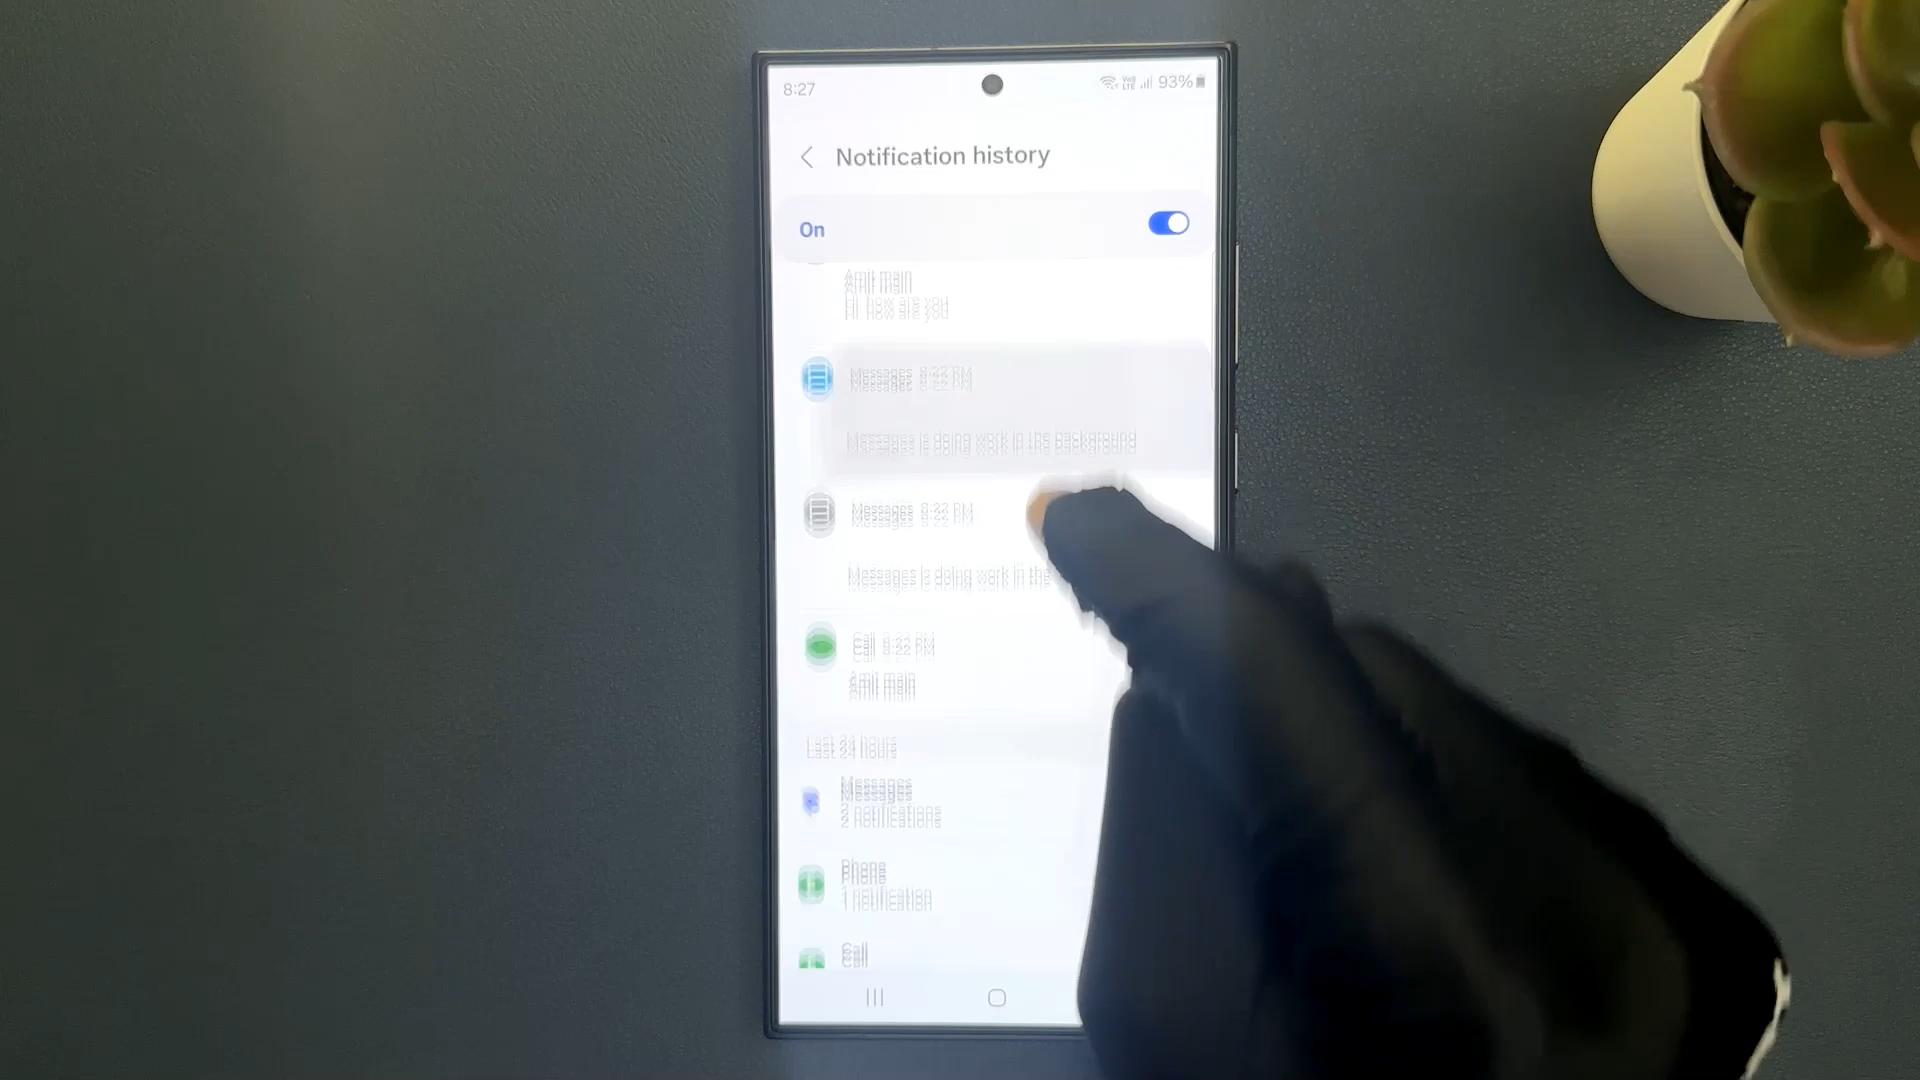 8:27
93%
Notification history
On
Amit main
Hi how are you
Messages 8:22 PM
Messages is doing work in the background
Messages 8:22 PM
Messages is doing work in the
Call 8:22 PM
Amit main
Last 24 hours
Messages
2 notifications
Phone
1 notification
Call